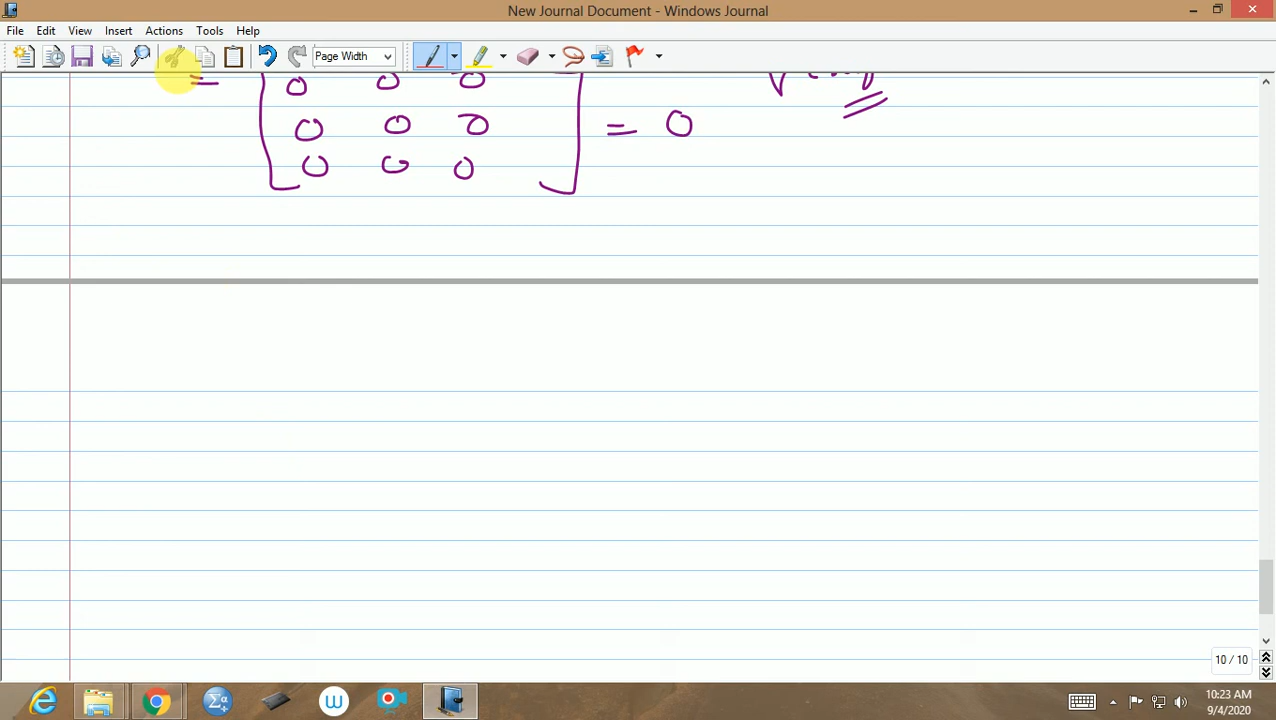 New Journal Document - Windows Journal
File Edit View Insert Actions Tools Help
Page Width
= 0 0 0
0 0 0 = 0
0 0 0
10 / 10
10:23 AM
9/4/2020